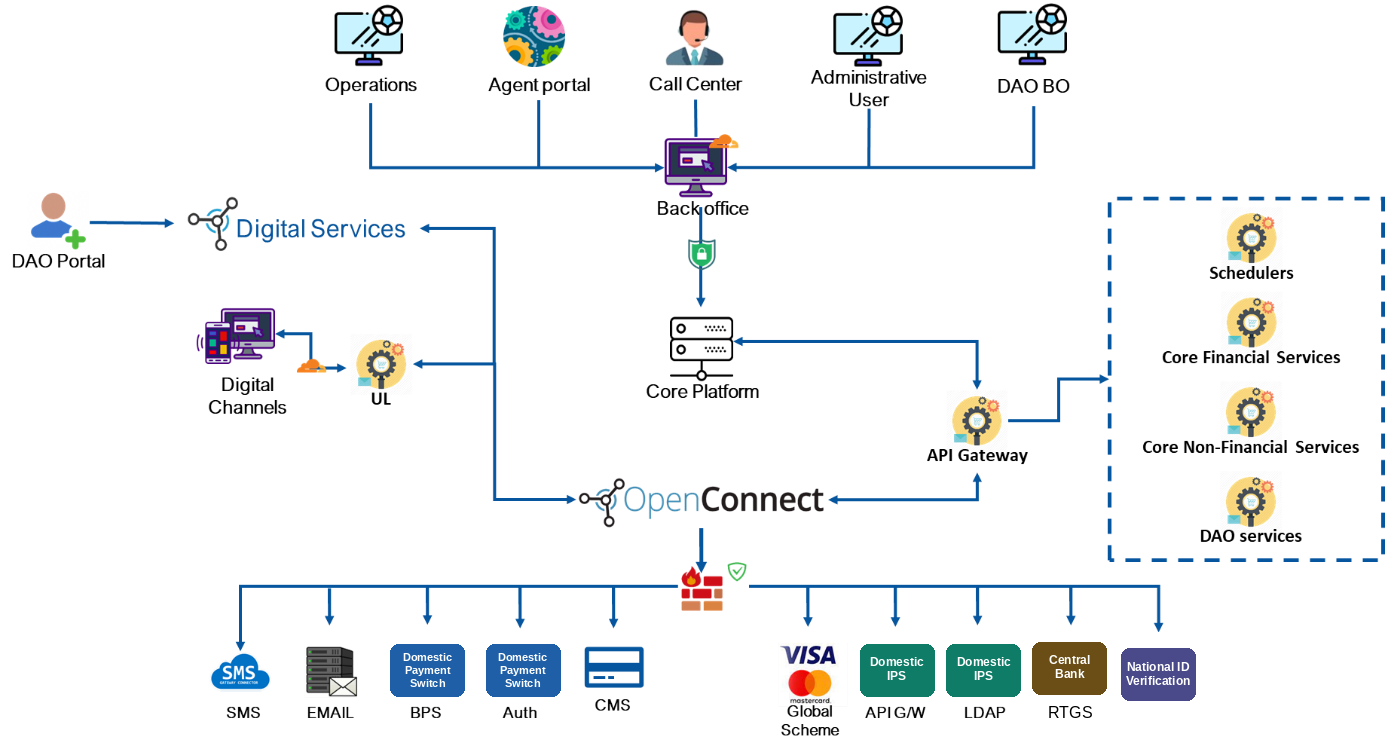 Operations
Agent portal
Call Center
Administrative
User
DAO BO
Back office
DAO Portal
Digital Services
Schedulers
Core Financial Services
Core Non-Financial Services
DAO services
Digital
Channels
UL
Core Platform
API Gateway
OpenConnect
SMS
SMS
EMAIL
Domestic
Payment
Switch
BPS
Domestic
Payment
Switch
Auth
CMS
VISA
mastercard
Global
Scheme
Domestic
IPS
API G/W
Domestic
IPS
LDAP
Central
Bank
RTGS
National ID
Verification